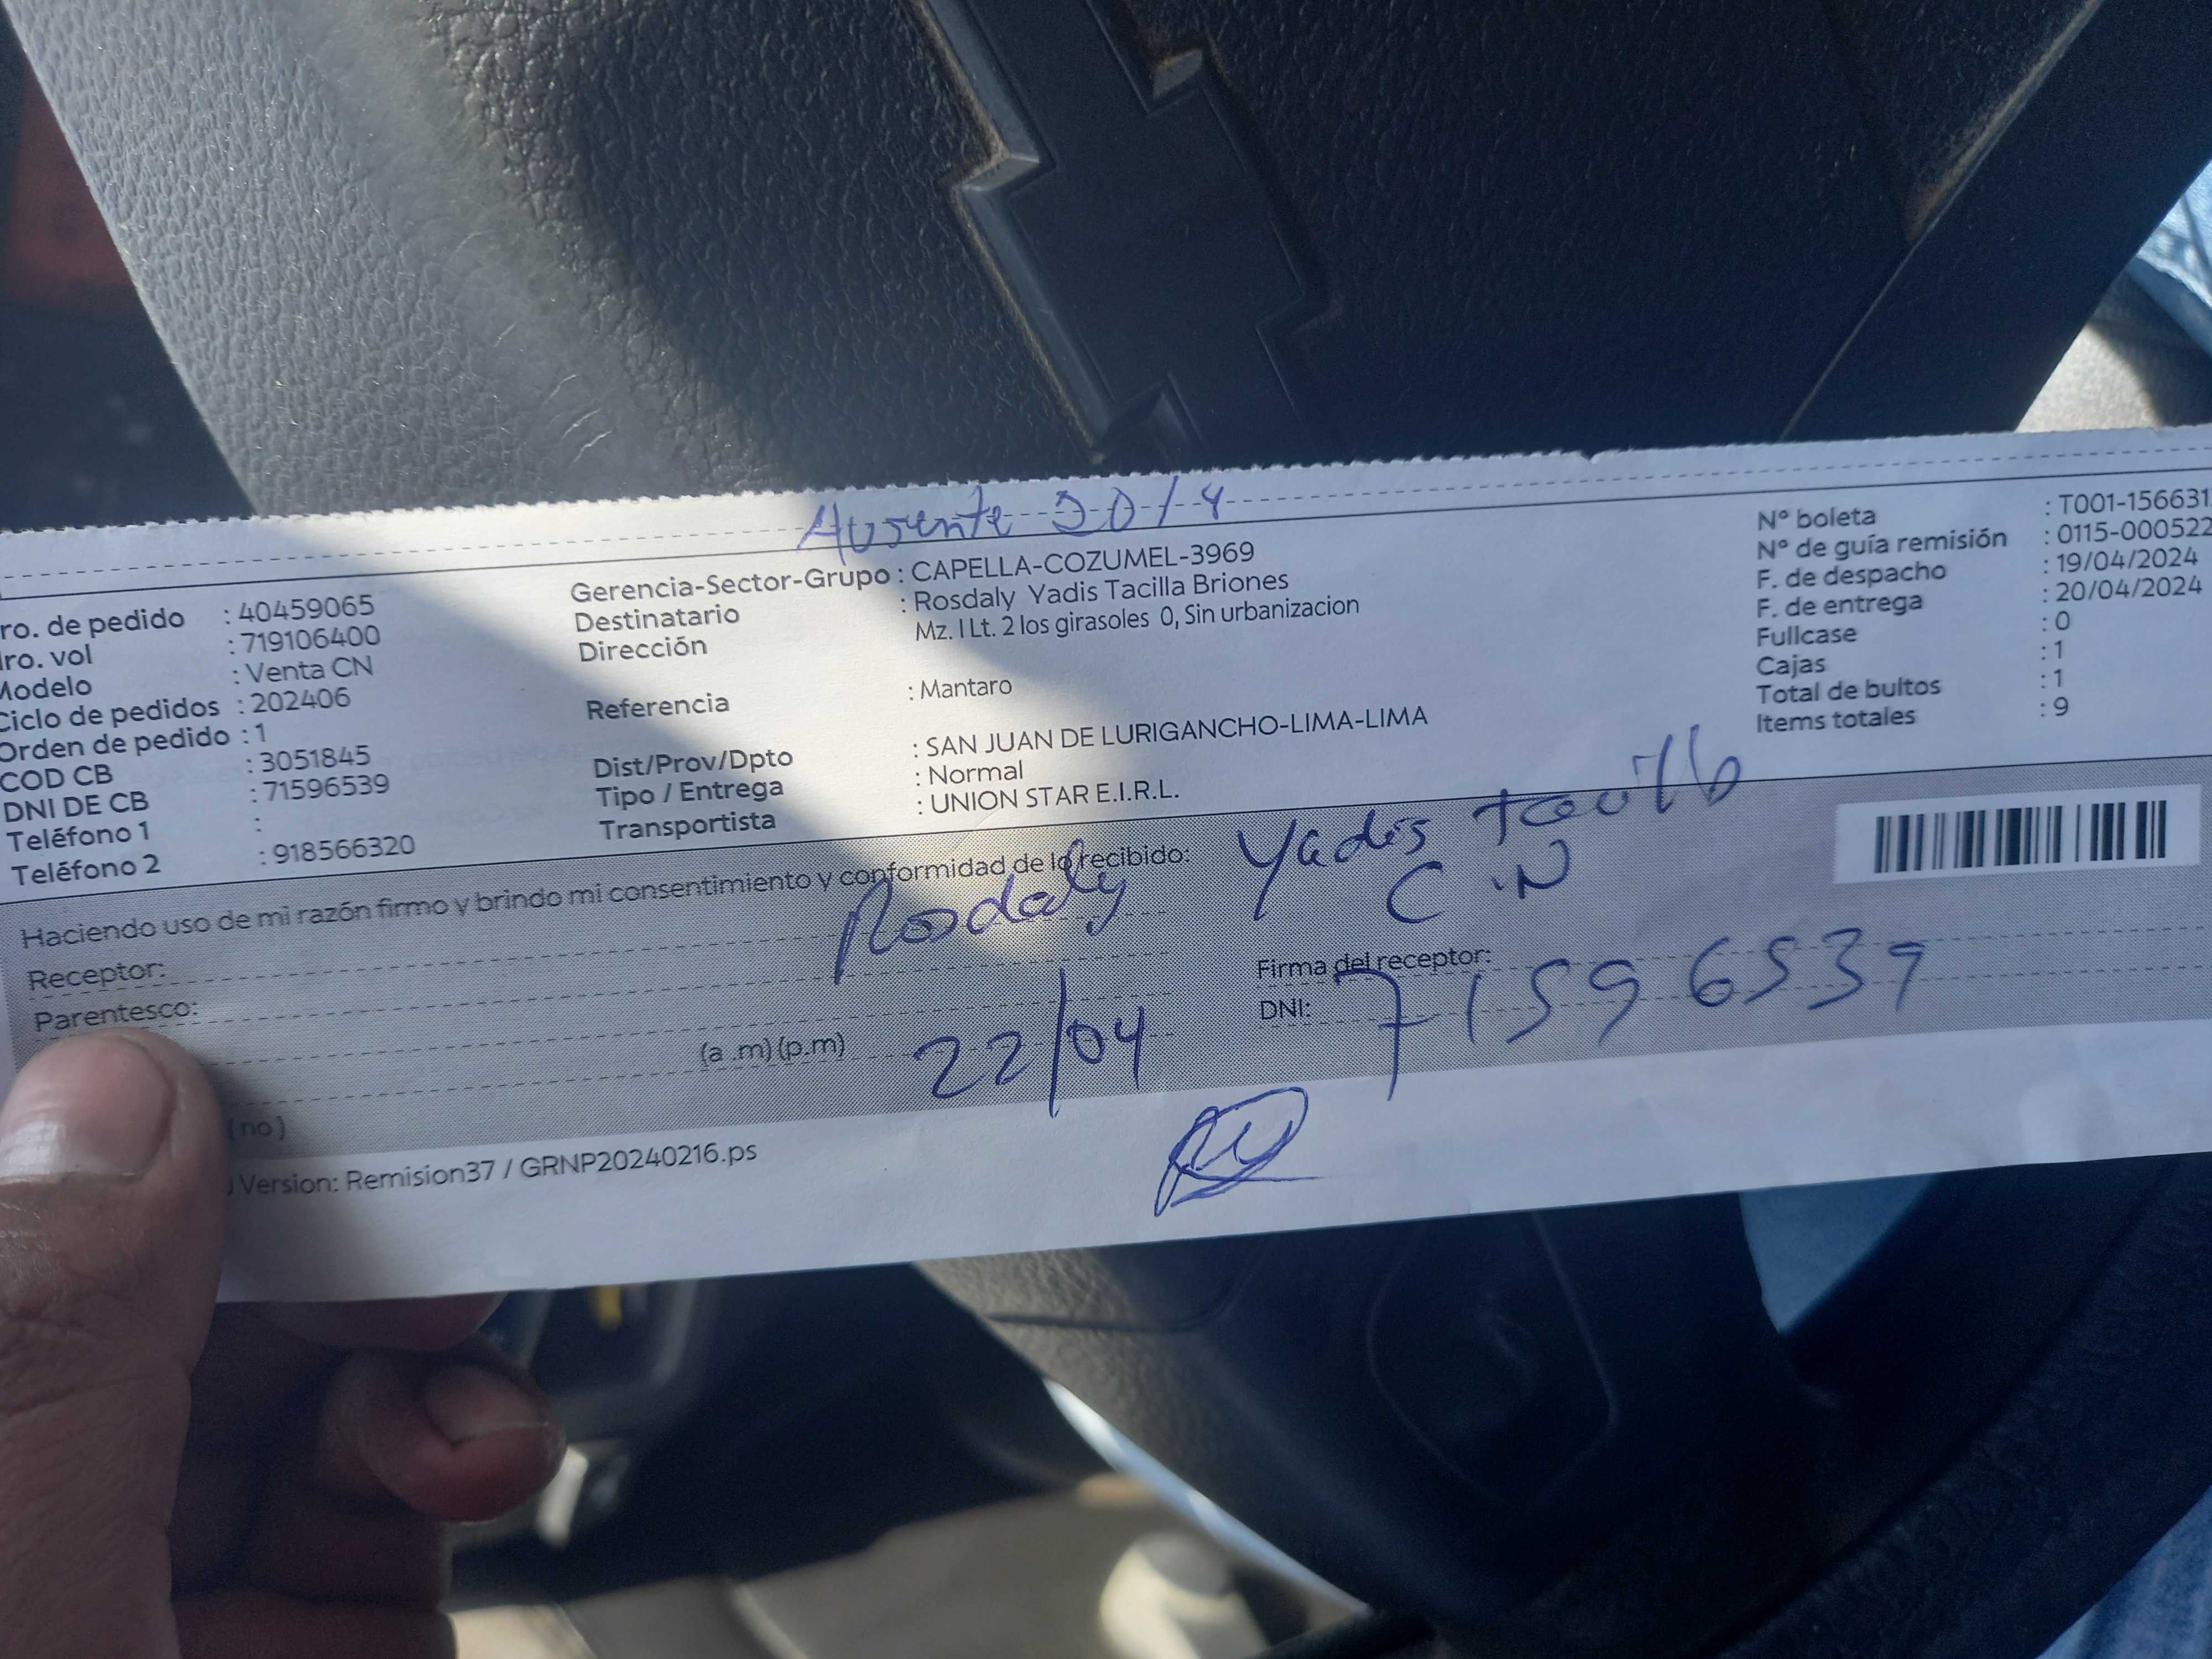 Ausente 20/4
ro. de pedido : 40459065
ro. vol : 719106400
Modelo : Venta CN
Ciclo de pedidos : 202406
Orden de pedido : 1
COD CB : 3051845
DNI DE CB : 71596539
Teléfono 1 :
Teléfono 2 : 918566320
Gerencia-Sector-Grupo : CAPELLA-COZUMEL-3969
Destinatario : Rosdaly Yadis Tacilla Briones
Dirección Mz. I Lt. 2 los girasoles 0, Sin urbanizacion
Referencia : Mantaro
Dist/Prov/Dpto : SAN JUAN DE LURIGANCHO-LIMA-LIMA
Tipo / Entrega : Normal
Transportista : UNION STAR E.I.R.L.
N° boleta : T001-156631
N° de guía remisión : 0115-000522
F. de despacho : 19/04/2024
F. de entrega : 20/04/2024
Fullcase : 0
Cajas : 1
Total de bultos : 1
Items totales : 9
Haciendo uso de mi razón firmo y brindo mi consentimiento y conformidad de lo recibido:
Receptor: Rosdaly Yadis Tacilla
C.N
Parentesco:
Firma del receptor:
(a .m) (p.m) 22/04
DNI: 71596539
(no)
Version: Remision37 / GRNP20240216.ps